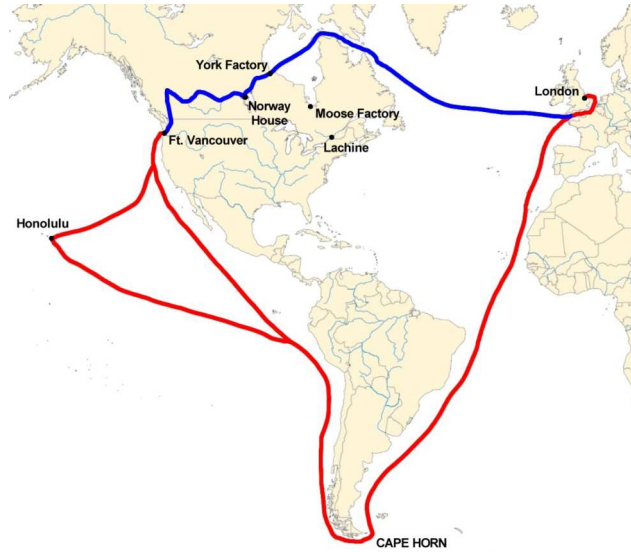 York Factory
London
Norway
House
Moose Factory
Ft. Vancouver
Lachine
Honolulu
CAPE HORN